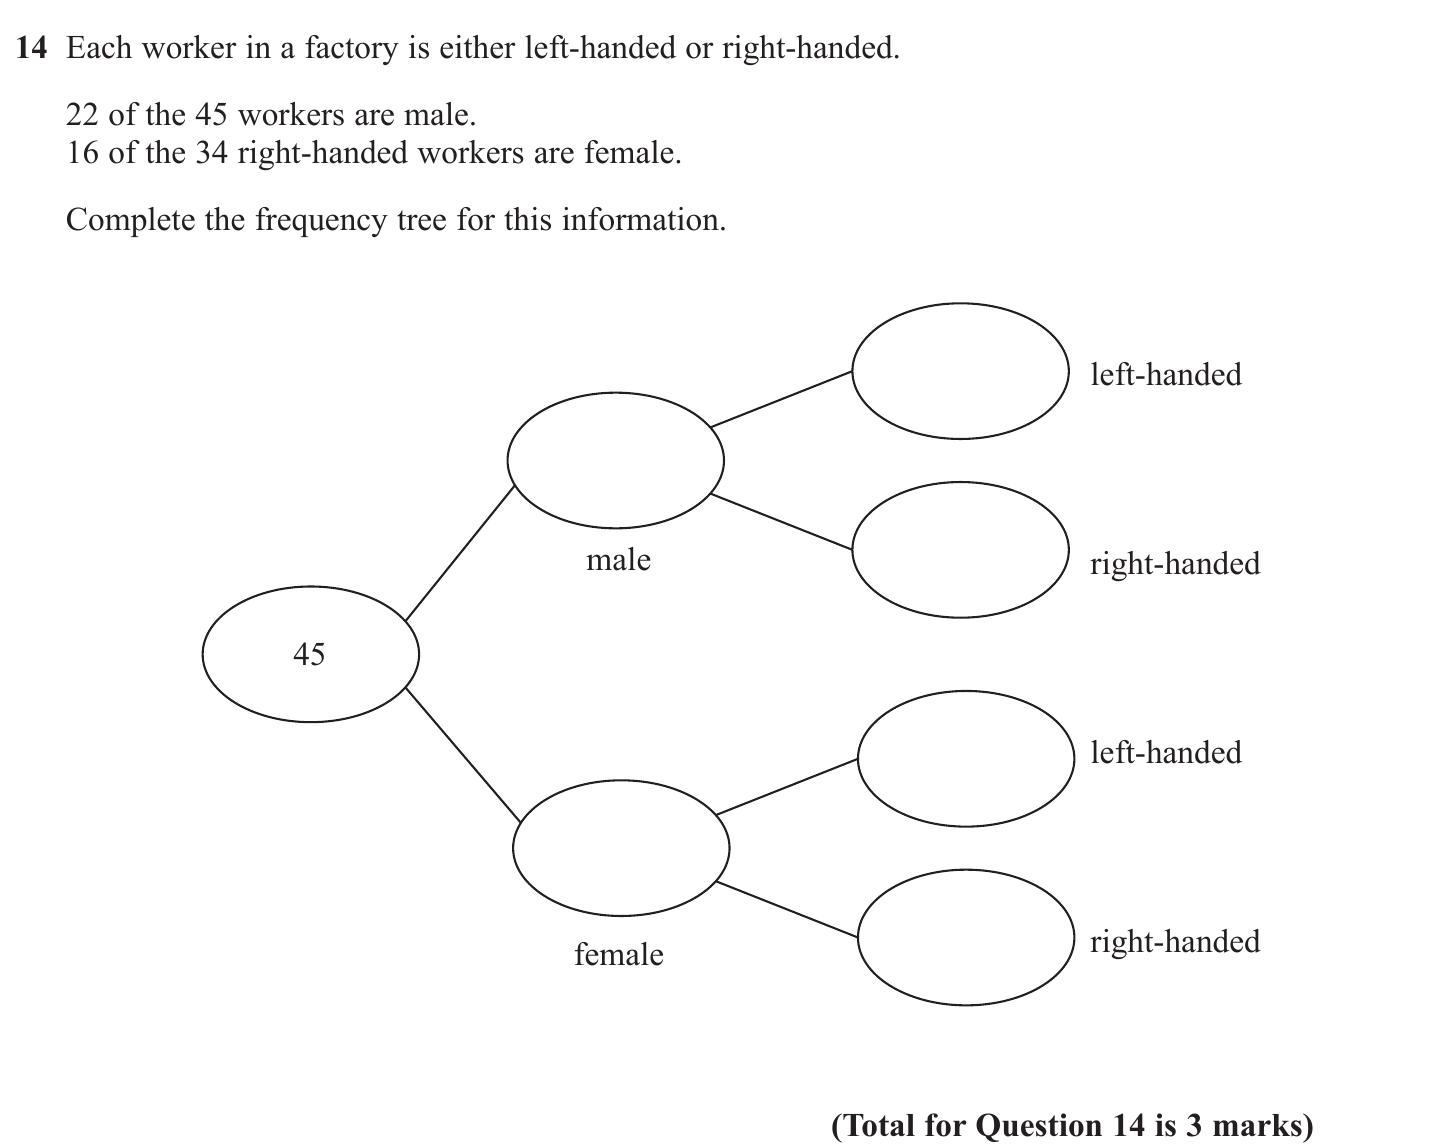 14 Each worker in a factory is either left-handed or right-handed.
22 of the 45 workers are male.
16 of the 34 right-handed workers are female.
Complete the frequency tree for this information.
left-handed
male
right-handed
45
left-handed
female
right-handed
(Total for Question 14 is 3 marks)